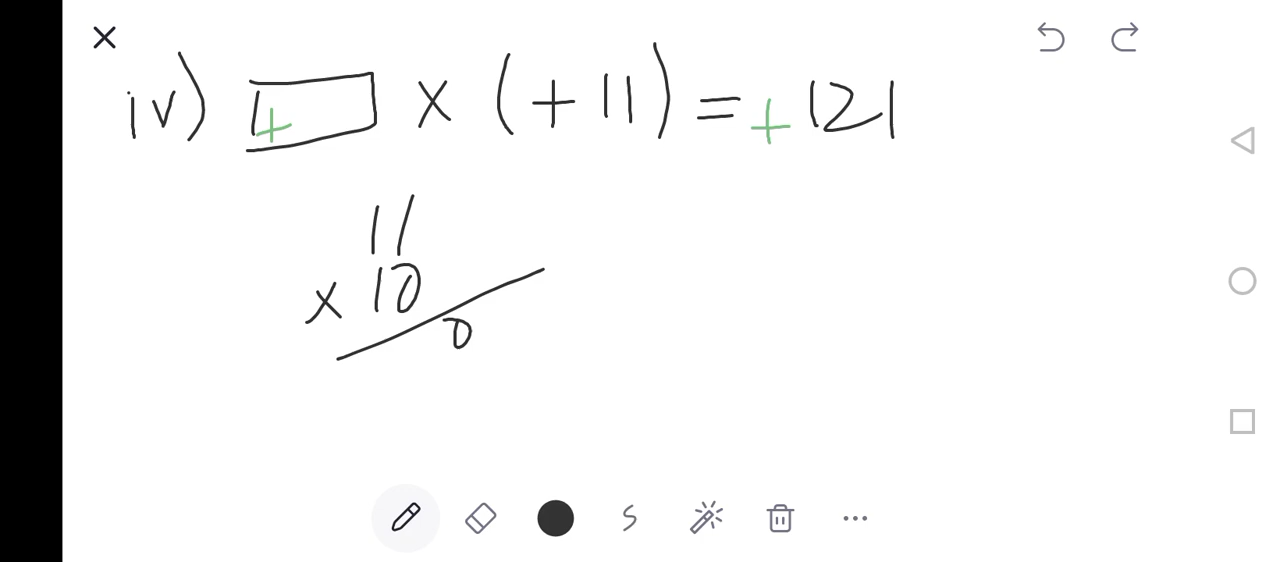 iv) + × (+11) = +121
11
× 10
0